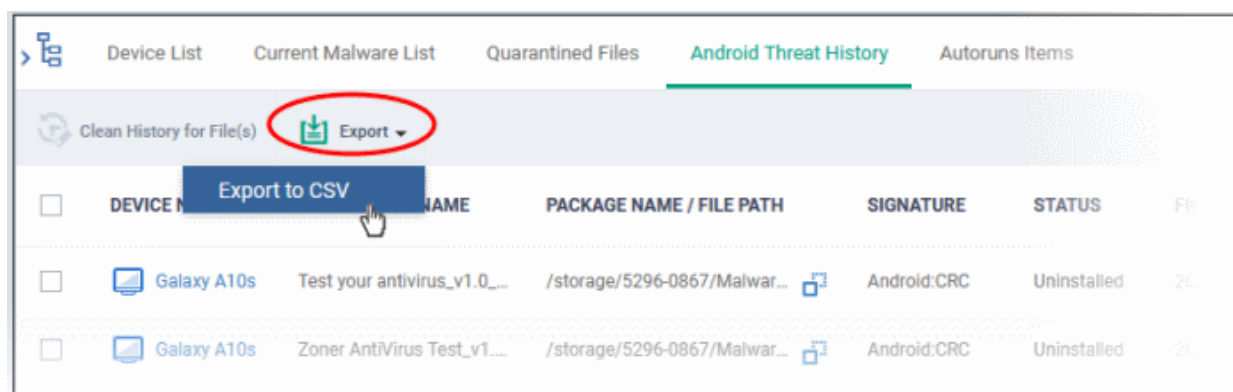 Device List Current Malware List Quarantined Files Android Threat History Autoruns Items
Clean History for File(s) Export
Export to CSV
DEVICE NAME PACKAGE NAME / FILE PATH SIGNATURE STATUS
Galaxy A10s Test your antivirus_v1.0_... /storage/5296-0867/Malwar... Android:CRC Uninstalled
Galaxy A10s Zoner AntiVirus Test_v1.... /storage/5296-0867/Malwar... Android:CRC Uninstalled